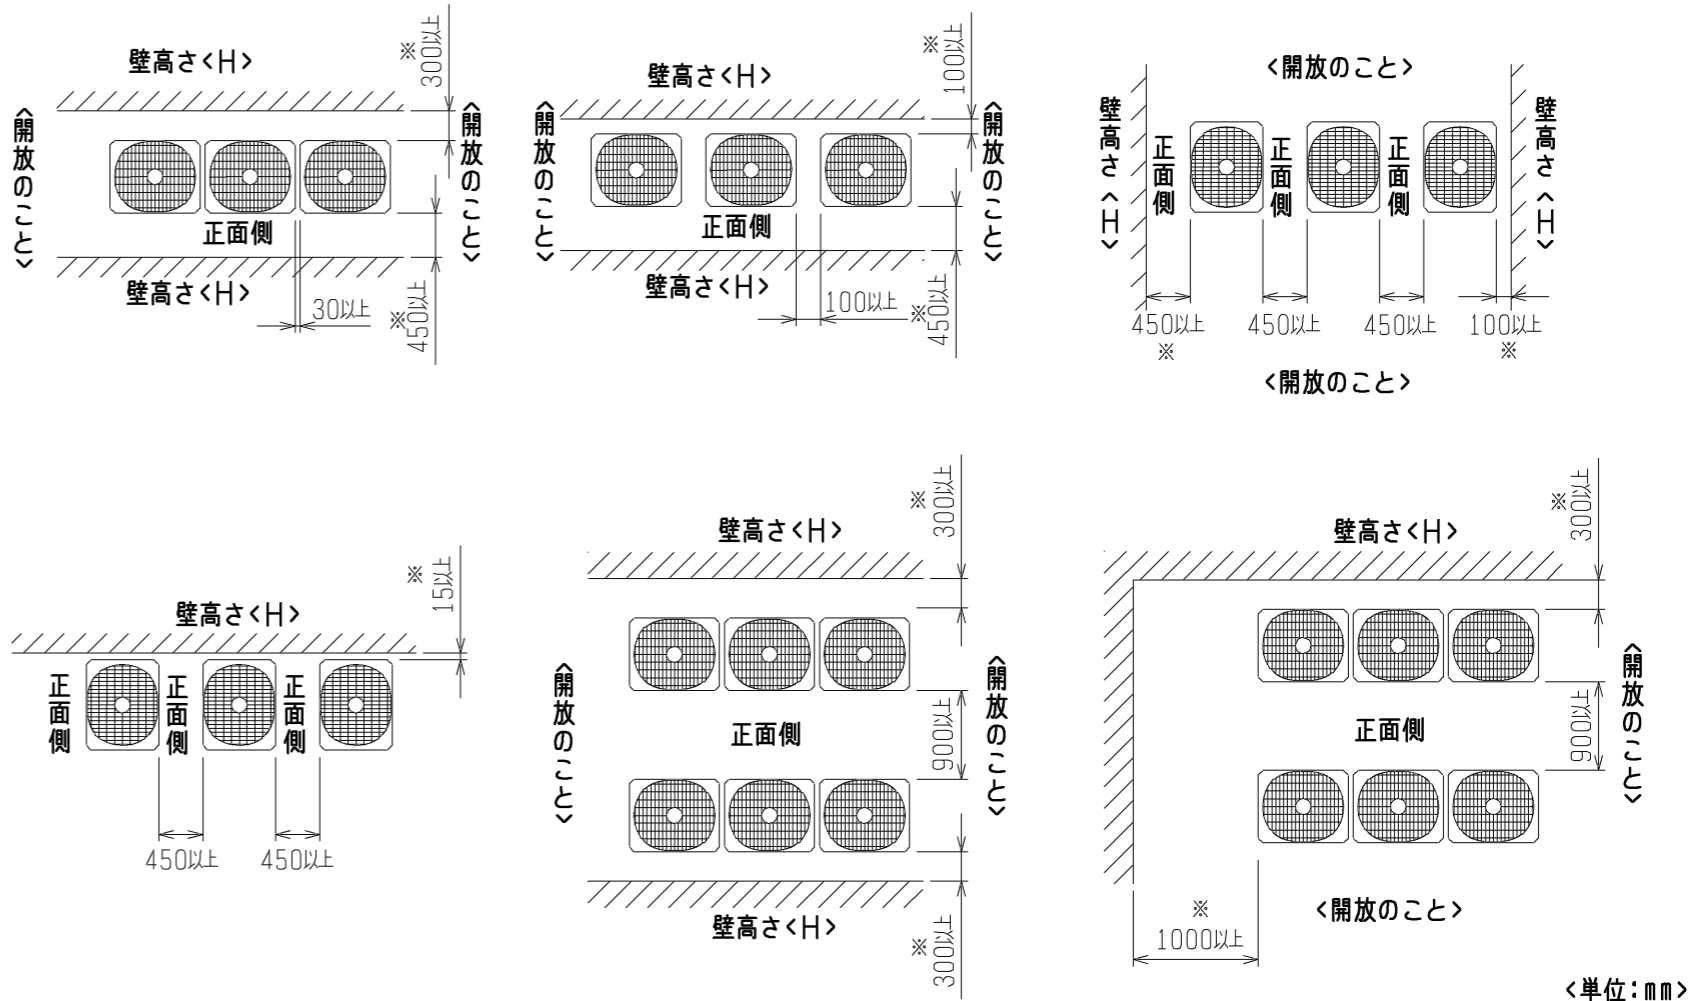 壁高さ<H>
※
300以上
<開放のこと>
<開放のこと>
正面側
壁高さ<H>
30以上
※
450以上
壁高さ<H>
※
100以上
<開放のこと>
<開放のこと>
正面側
壁高さ<H>
100以上
※
450以上
<開放のこと>
壁高さ<H>
正面側
正面側
正面側
壁高さ<H>
450以上
450以上
450以上
100以上
※
※
<開放のこと>
壁高さ<H>
※
15以上
正面側
正面側
正面側
450以上
450以上
壁高さ<H>
※
300以上
<開放のこと>
<開放のこと>
正面側
900以上
壁高さ<H>
※
300以上
壁高さ<H>
※
300以上
正面側
900以上
<開放のこと>
<開放のこと>
※
1000以上
<単位:mm>